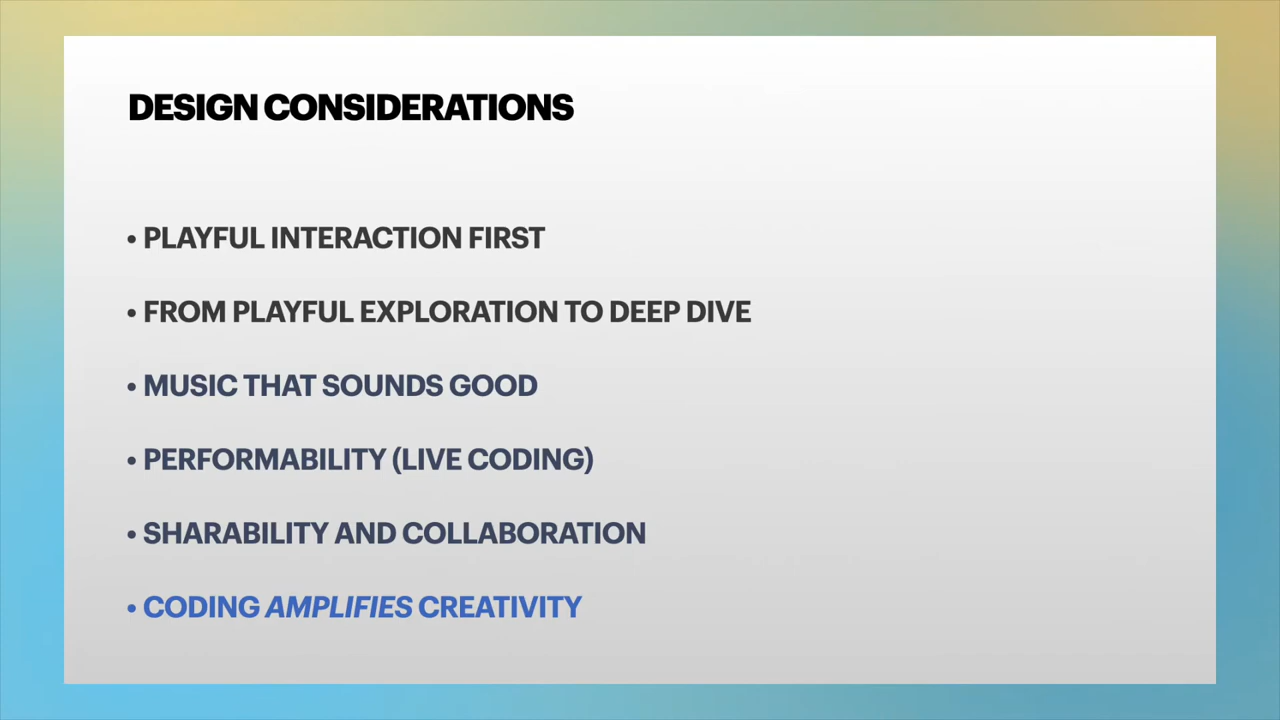 DESIGN CONSIDERATIONS
• PLAYFUL INTERACTION FIRST
• FROM PLAYFUL EXPLORATION TO DEEP DIVE
• MUSIC THAT SOUNDS GOOD
• PERFORMABILITY (LIVE CODING)
• SHARABILITY AND COLLABORATION
• CODING AMPLIFIES CREATIVITY